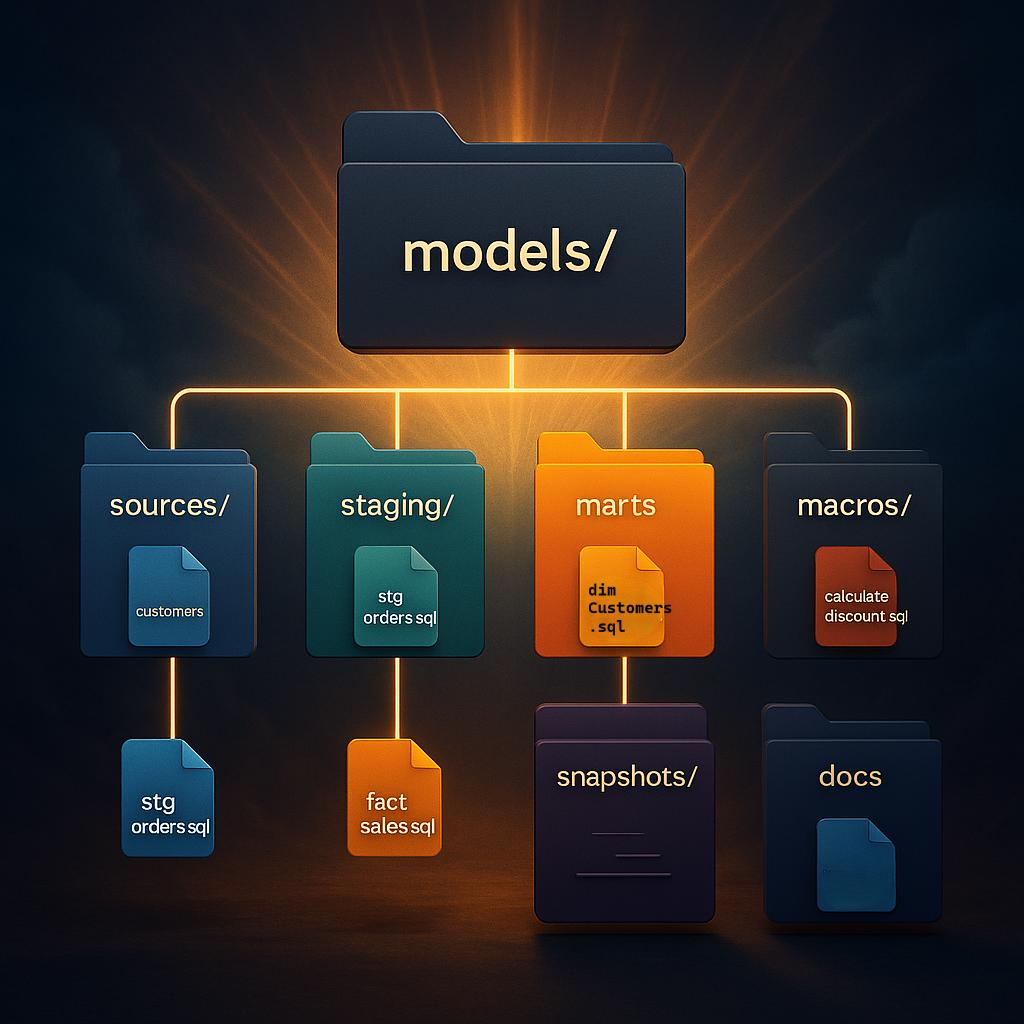 models/
sources/
customers
staging/
stg
orders sql
marts
dim
Customers
.sql
macros/
calculate
discount sql
stg
orders sql
fact
sales sql
snapshots/
docs